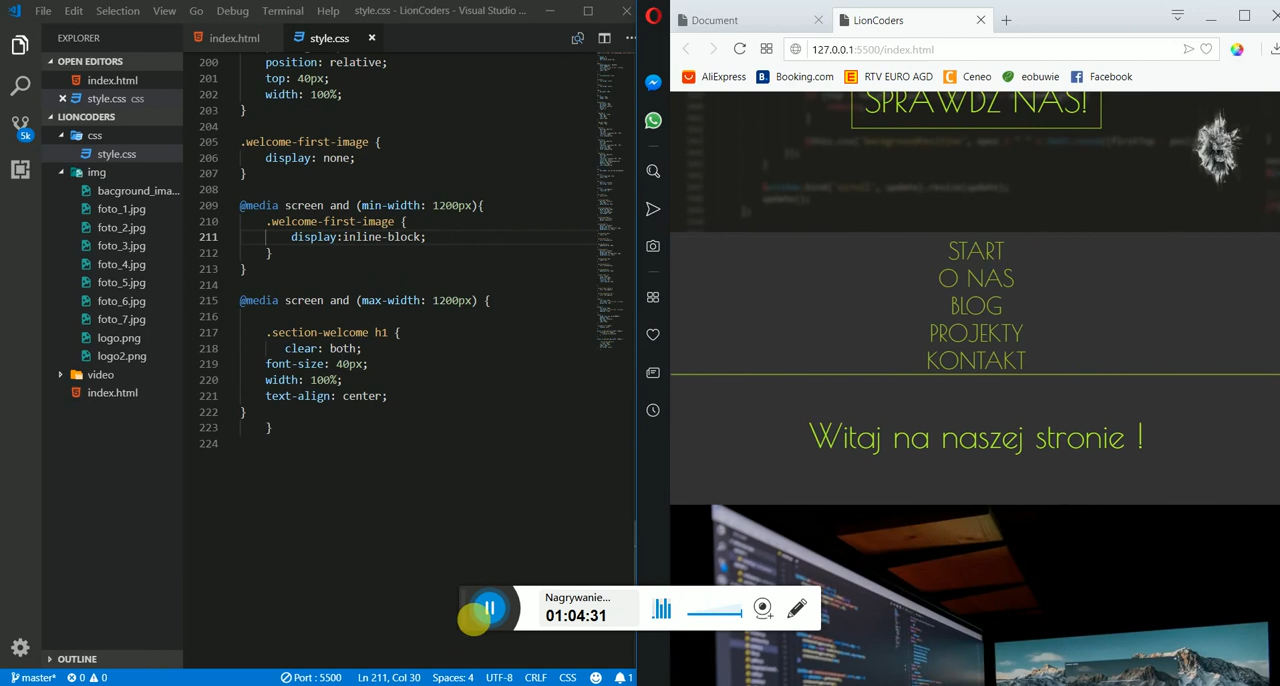 File Edit Selection View Go Debug Terminal Help style.css - LionCoders - Visual Studio ...
EXPLORER
OPEN EDITORS
index.html
style.css css
LIONCODERS
css
style.css
img
bacground_ima...
foto_1.jpg
foto_2.jpg
foto_3.jpg
foto_4.jpg
foto_5.jpg
foto_6.jpg
foto_7.jpg
logo.png
logo2.png
video
index.html
OUTLINE
5k
index.html style.css
200 position: relative;
201 top: 40px;
202 width: 100%;
203 }
204
205 .welcome-first-image {
206 display: none;
207 }
208
209 @media screen and (min-width: 1200px){
210 .welcome-first-image {
211 display:inline-block;
212 }
213 }
214
215 @media screen and (max-width: 1200px) {
216
217 .section-welcome h1 {
218 clear: both;
219 font-size: 40px;
220 width: 100%;
221 text-align: center;
222 }
223 }
224
Nagrywanie...
01:04:31
master* 0 0 Port : 5500 Ln 211, Col 30 Spaces: 4 UTF-8 CRLF CSS 1
Document LionCoders
127.0.0.1:5500/index.html
AliExpress B. Booking.com E RTV EURO AGD Ceneo eobuwie Facebook
SPRAWDŹ NAS!
START
O NAS
BLOG
PROJEKTY
KONTAKT
Witaj na naszej stronie !